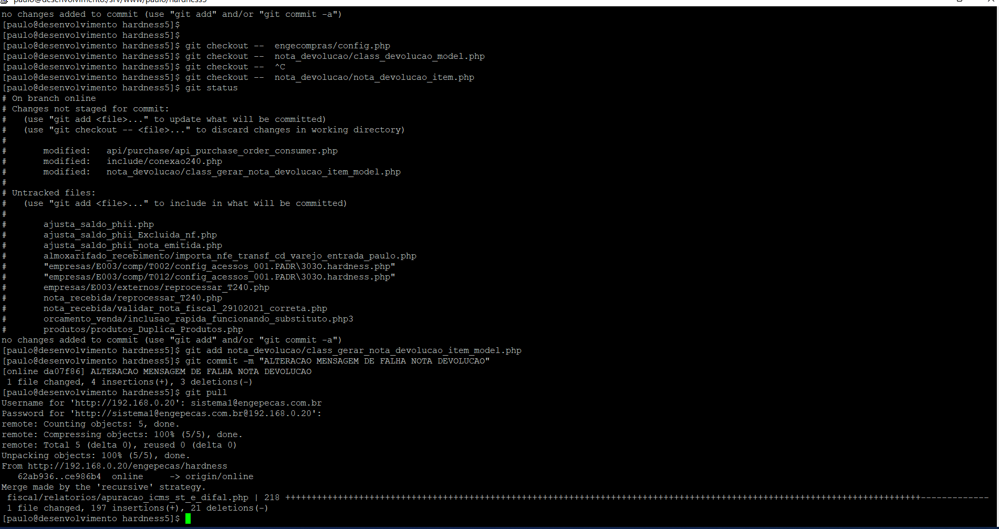 paulo@desenvolvimento:/srv/www/paulo/hardness5
no changes added to commit (use "git add" and/or "git commit -a")
[paulo@desenvolvimento hardness5]$
[paulo@desenvolvimento hardness5]$
[paulo@desenvolvimento hardness5]$ git checkout --  engecompras/config.php
[paulo@desenvolvimento hardness5]$ git checkout --  nota_devolucao/class_devolucao_model.php
[paulo@desenvolvimento hardness5]$ git checkout --  ^C
[paulo@desenvolvimento hardness5]$ git checkout --  nota_devolucao/nota_devolucao_item.php
[paulo@desenvolvimento hardness5]$ git status
# On branch online
# Changes not staged for commit:
#   (use "git add <file>..." to update what will be committed)
#   (use "git checkout -- <file>..." to discard changes in working directory)
#
#       modified:   api/purchase/api_purchase_order_consumer.php
#       modified:   include/conexao240.php
#       modified:   nota_devolucao/class_gerar_nota_devolucao_item_model.php
#
# Untracked files:
#   (use "git add <file>..." to include in what will be committed)
#
#       ajusta_saldo_phii.php
#       ajusta_saldo_phii_Excluida_nf.php
#       ajusta_saldo_phii_nota_emitida.php
#       almoxarifado_recebimento/importa_nfe_transf_cd_varejo_entrada_paulo.php
#       "empresas/E003/comp/T002/config_acessos_001.PADR\303O.hardness.php"
#       "empresas/E003/comp/T012/config_acessos_001.PADR\303O.hardness.php"
#       empresas/E003/externos/reprocessar_T240.php
#       nota_recebida/reprocessar_T240.php
#       nota_recebida/validar_nota_fiscal_29102021_correta.php
#       orcamento_venda/inclusao_rapida_funcionando_substituto.php3
#       produtos/produtos_Duplica_Produtos.php
no changes added to commit (use "git add" and/or "git commit -a")
[paulo@desenvolvimento hardness5]$ git add nota_devolucao/class_gerar_nota_devolucao_item_model.php
[paulo@desenvolvimento hardness5]$ git commit -m "ALTERACAO MENSAGEM DE FALHA NOTA DEVOLUCAO"
[online da07f86] ALTERACAO MENSAGEM DE FALHA NOTA DEVOLUCAO
 1 file changed, 4 insertions(+), 3 deletions(-)
[paulo@desenvolvimento hardness5]$ git pull
Username for 'http://192.168.0.20': sistema1@engepecas.com.br
Password for 'http://sistema1@engepecas.com.br@192.168.0.20':
remote: Counting objects: 5, done.
remote: Compressing objects: 100% (5/5), done.
remote: Total 5 (delta 0), reused 0 (delta 0)
Unpacking objects: 100% (5/5), done.
From http://192.168.0.20/engepecas/hardness
   62ab936..ce986b4  online     -> origin/online
Merge made by the 'recursive' strategy.
 fiscal/relatorios/apuracao_icms_st_e_difal.php | 218 +++++++++++++++++++++++++++++++++++++++++++++++++++++++++++++++++++++++++++++++++++++++++++++++++++++++++++++++++++++++++-------------
 1 file changed, 197 insertions(+), 21 deletions(-)
[paulo@desenvolvimento hardness5]$